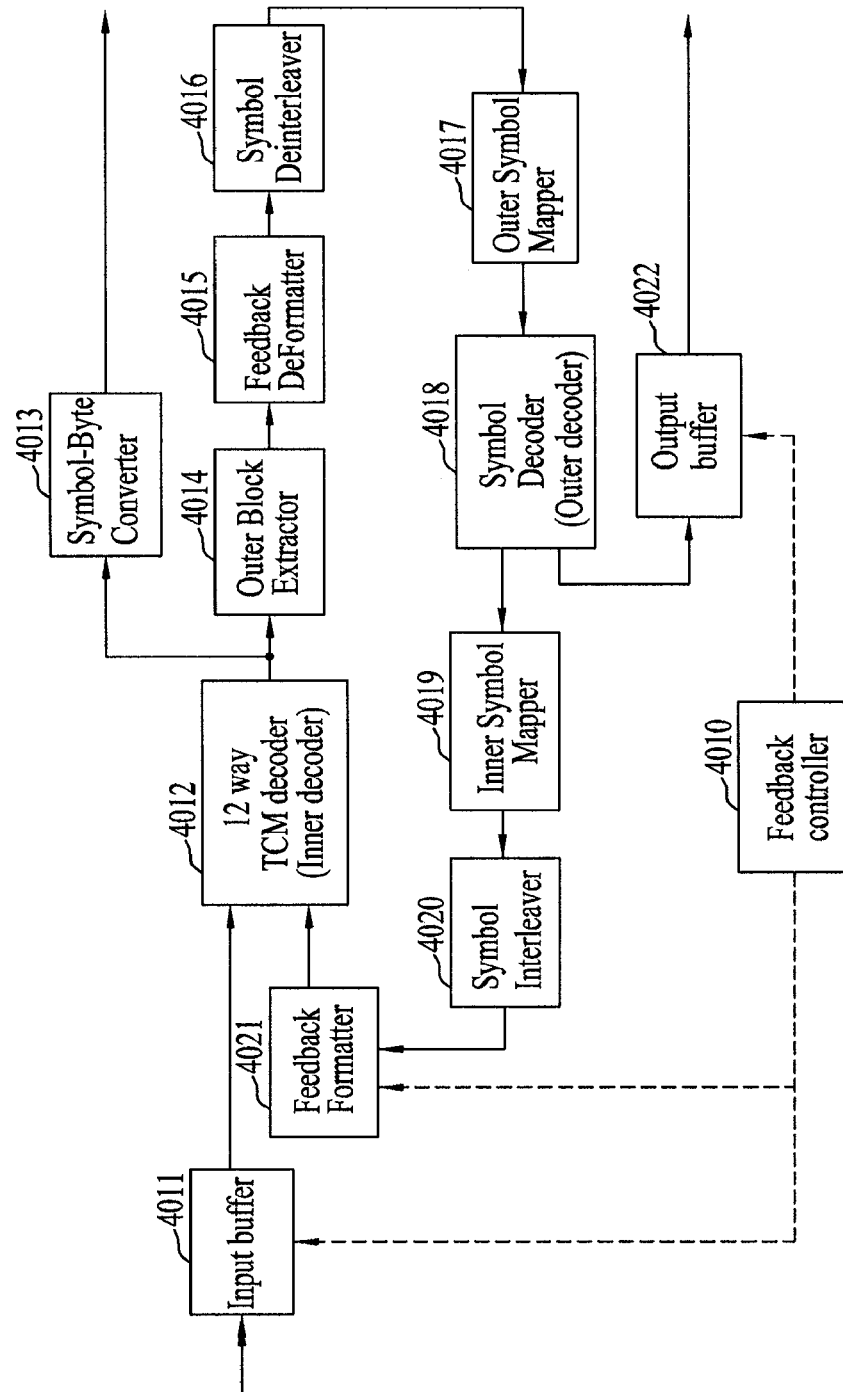 4011
Input buffer
4012
12 way
TCM decoder
(Inner decoder)
4013
Symbol-Byte
Converter
4014
Outer Block
Extractor
4015
Feedback
DeFormatter
4016
Symbol
Deinterleaver
4017
Outer Symbol
Mapper
4018
Symbol
Decoder
(Outer decoder)
4019
Inner Symbol
Mapper
4020
Symbol
Interleaver
4021
Feedback
Formatter
4022
Output
buffer
4010
Feedback
controller